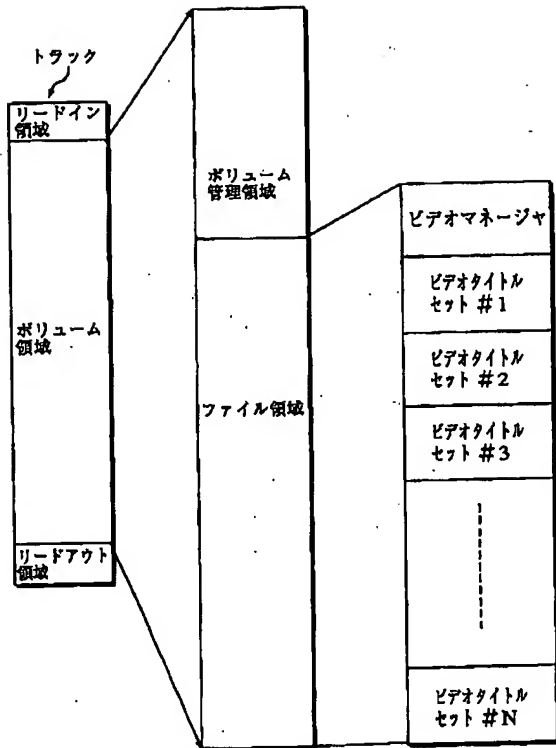 トラック
リードイン
領域
ボリューム
領域
リードアウト
領域
ボリューム
管理領域
ファイル領域
ビデオマネージャ
ビデオタイトル
セット #1
ビデオタイトル
セット #2
ビデオタイトル
セット #3
ビデオタイトル
セット #N